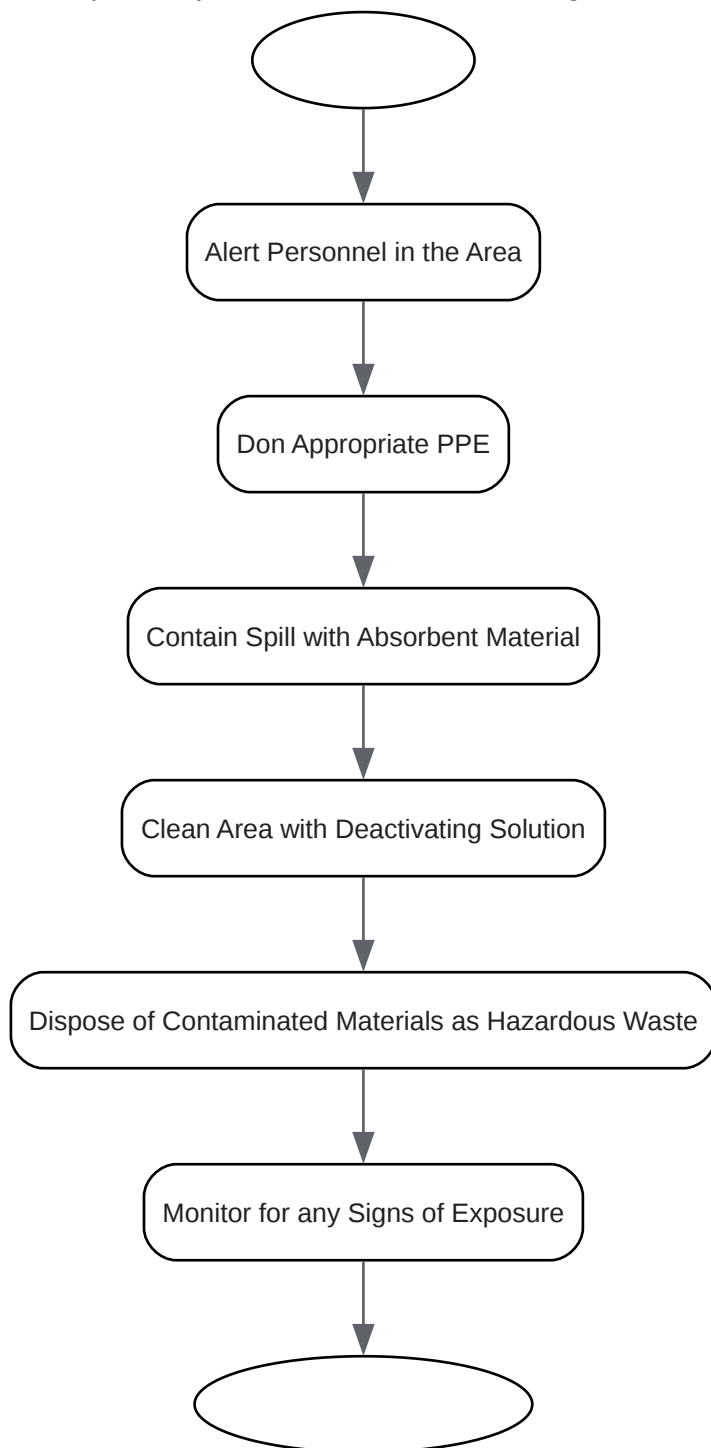 Alert Personnel in the Area
Don Appropriate PPE
Contain Spill with Absorbent Material
Clean Area with Deactivating Solution
Dispose of Contaminated Materials as Hazardous Waste
Monitor for any Signs of Exposure